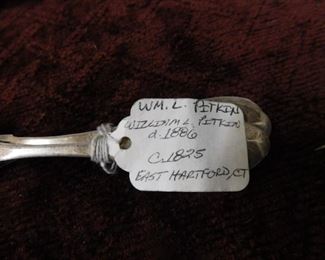 WM. L. PITKIN
WILLIAM L. PITKIN
d. 1886
C. 1825
EAST HARTFORD, CT